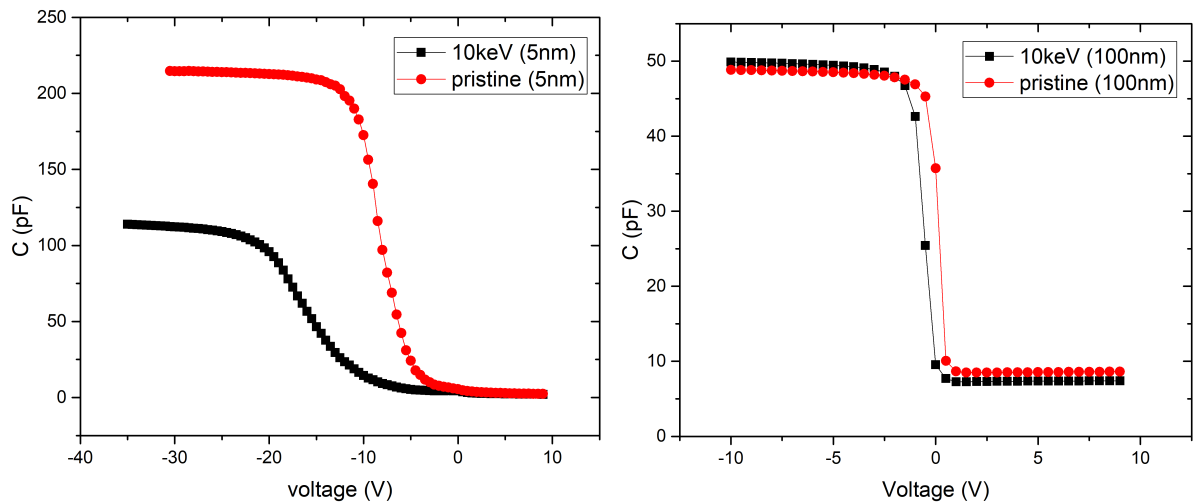 250
200
150
100
50
0
C (pF)
10keV (5nm)
pristine (5nm)
-40
-30
-20
-10
0
10
voltage (V)
50
40
30
20
10
0
C (pF)
10keV (100nm)
pristine (100nm)
-10
-5
0
5
10
Voltage (V)